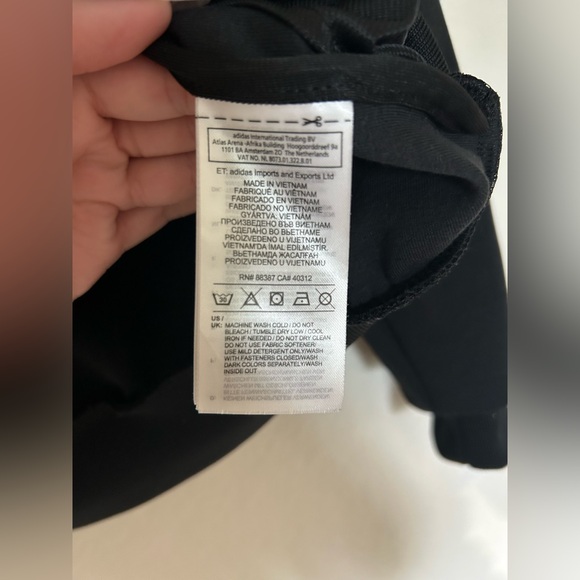 adidas International Trading BV
Atlas Arena -Afrika Building Hoogoorddreef 9a
1101 BA Amsterdam ZO The Netherlands
VAT NO. NL 8073.01.322.B.01
ET: adidas Imports and Exports Ltd
MADE IN VIETNAM
FABRIQUÉ AU VIÊTNAM
FABRICADO EN VIETNAM
FABRICADO NO VIETNAM
GYÁRTVA: VIETNAM
ПРОИЗВЕДЕНО ВЪВ ВИЕТНАМ
СДЕЛАНО ВО ВЬЕТНАМЕ
PROIZVEDENO U VIJETNAMU
VIETNAM'DA İMAL EDİLMİŞTİR.
ВЬЕТНАМДА ЖАСАЛҒАН
PROIZVEDENO U VIJETNAMU
RN# 88387 CA# 40312
US /
UK: MACHINE WASH COLD / DO NOT
BLEACH / TUMBLE DRY LOW / COOL
IRON IF NEEDED / DO NOT DRY CLEAN
DO NOT USE FABRIC SOFTENER/
USE MILD DETERGENT ONLY/WASH
WITH FASTENERS CLOSED/WASH
DARK COLORS SEPARATELY/WASH
INSIDE OUT